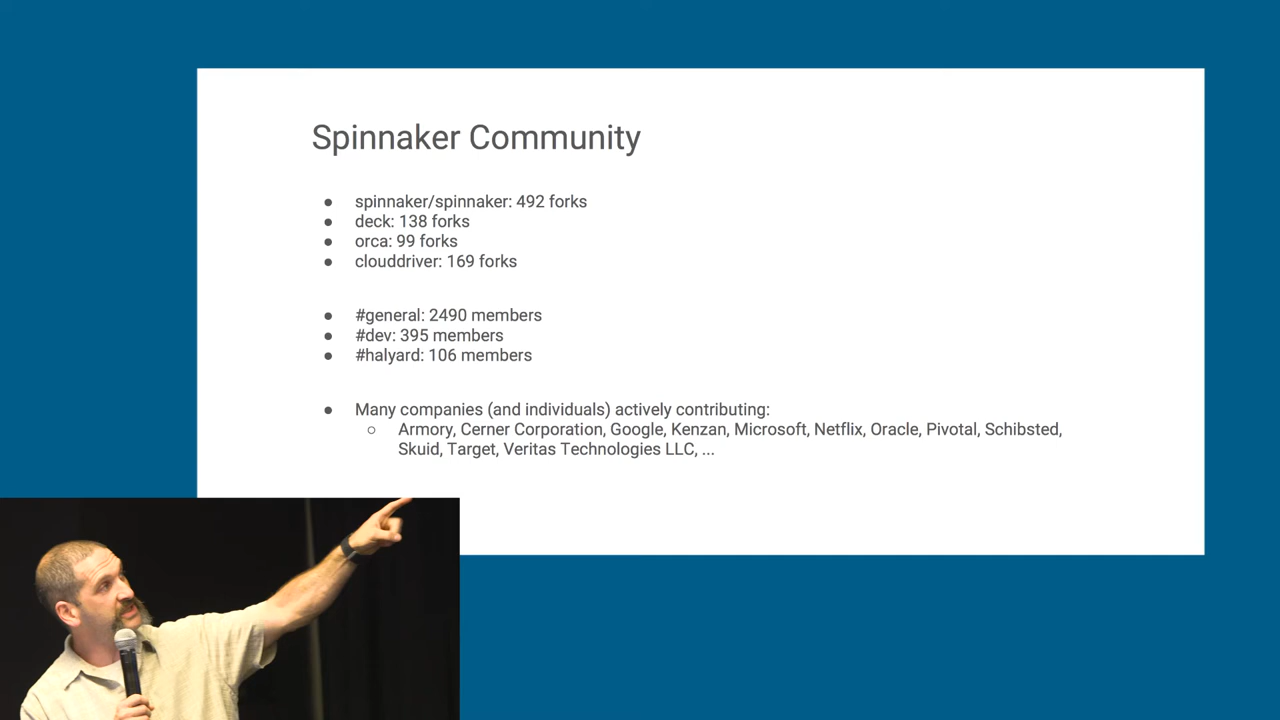 Spinnaker Community
● spinnaker/spinnaker: 492 forks
● deck: 138 forks
● orca: 99 forks
● clouddriver: 169 forks
● #general: 2490 members
● #dev: 395 members
● #halyard: 106 members
● Many companies (and individuals) actively contributing:
○ Armory, Cerner Corporation, Google, Kenzan, Microsoft, Netflix, Oracle, Pivotal, Schibsted,
Skuid, Target, Veritas Technologies LLC, ...